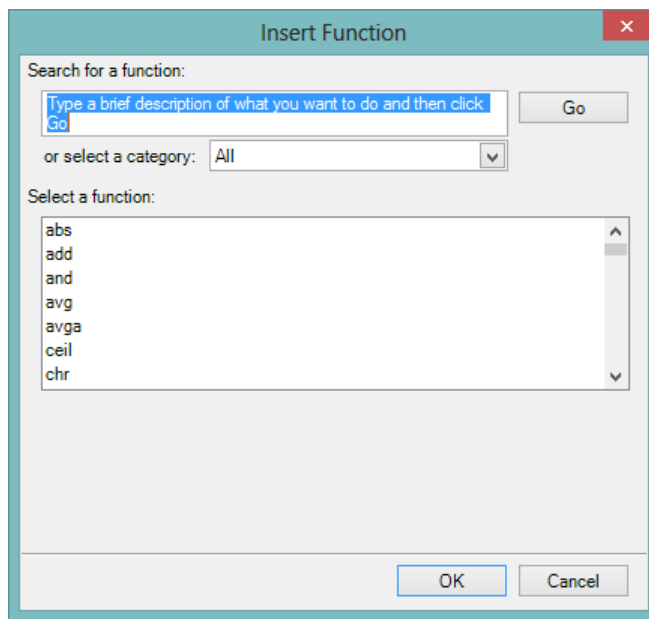 Insert Function
Search for a function:
Type a brief description of what you want to do and then click
Go
Go
or select a category: All
Select a function:
abs
add
and
avg
avga
ceil
chr
OK Cancel